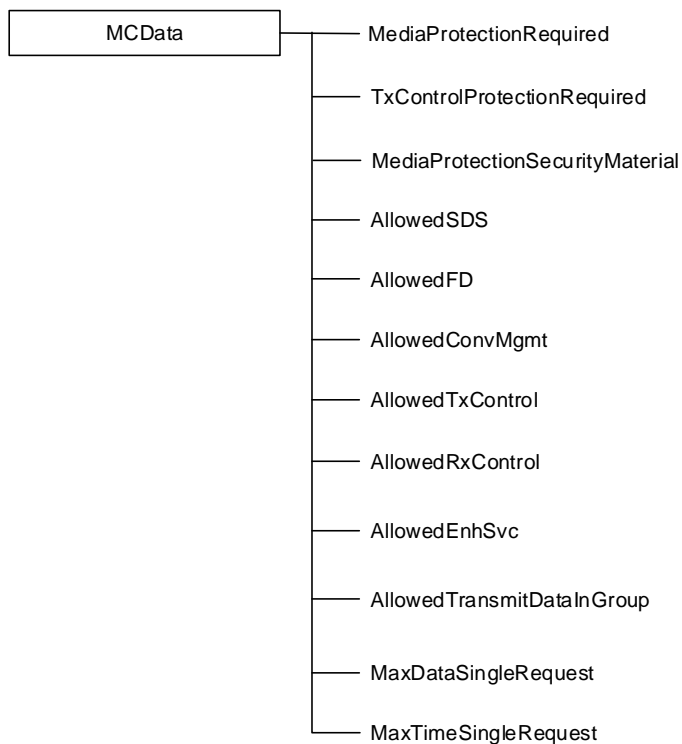 MCData
MediaProtectionRequired
TxControlProtectionRequired
MediaProtectionSecurityMaterial
AllowedSDS
AllowedFD
AllowedConvMgmt
AllowedTxControl
AllowedRxControl
AllowedEnhSvc
AllowedTransmitDataInGroup
MaxDataSingleRequest
MaxTimeSingleRequest